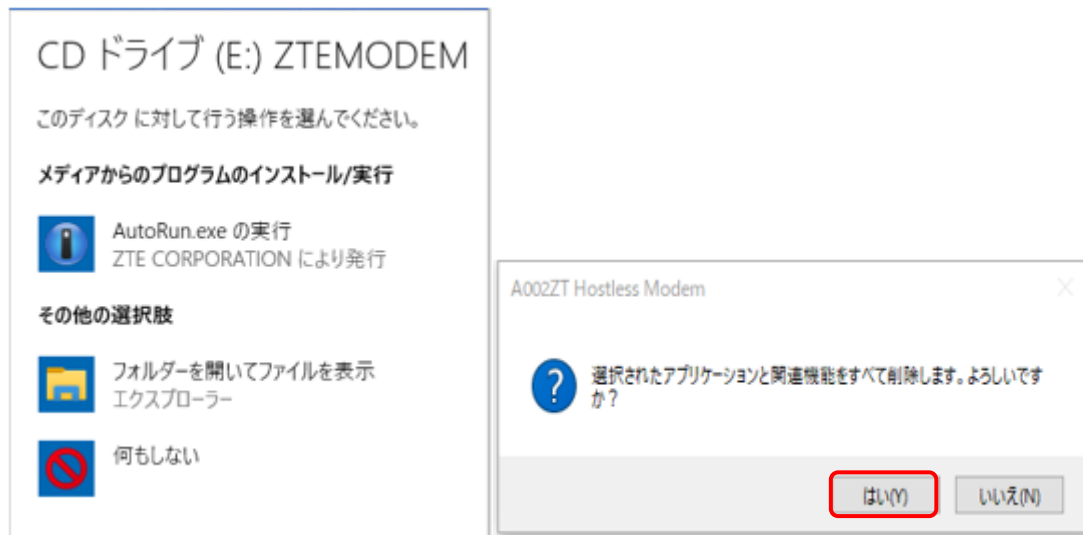 CD ドライブ (E:) ZTEMODEM
このディスク に対して行う操作を選んでください。
メディアからのプログラムのインストール/実行
AutoRun.exe の実行
ZTE CORPORATION により発行
その他の選択肢
フォルダーを開いてファイルを表示
エクスプローラー
何もしない
A002ZT Hostless Modem
選択されたアプリケーションと関連機能をすべて削除します。よろしいです
か？
はい(Y)
いいえ(N)